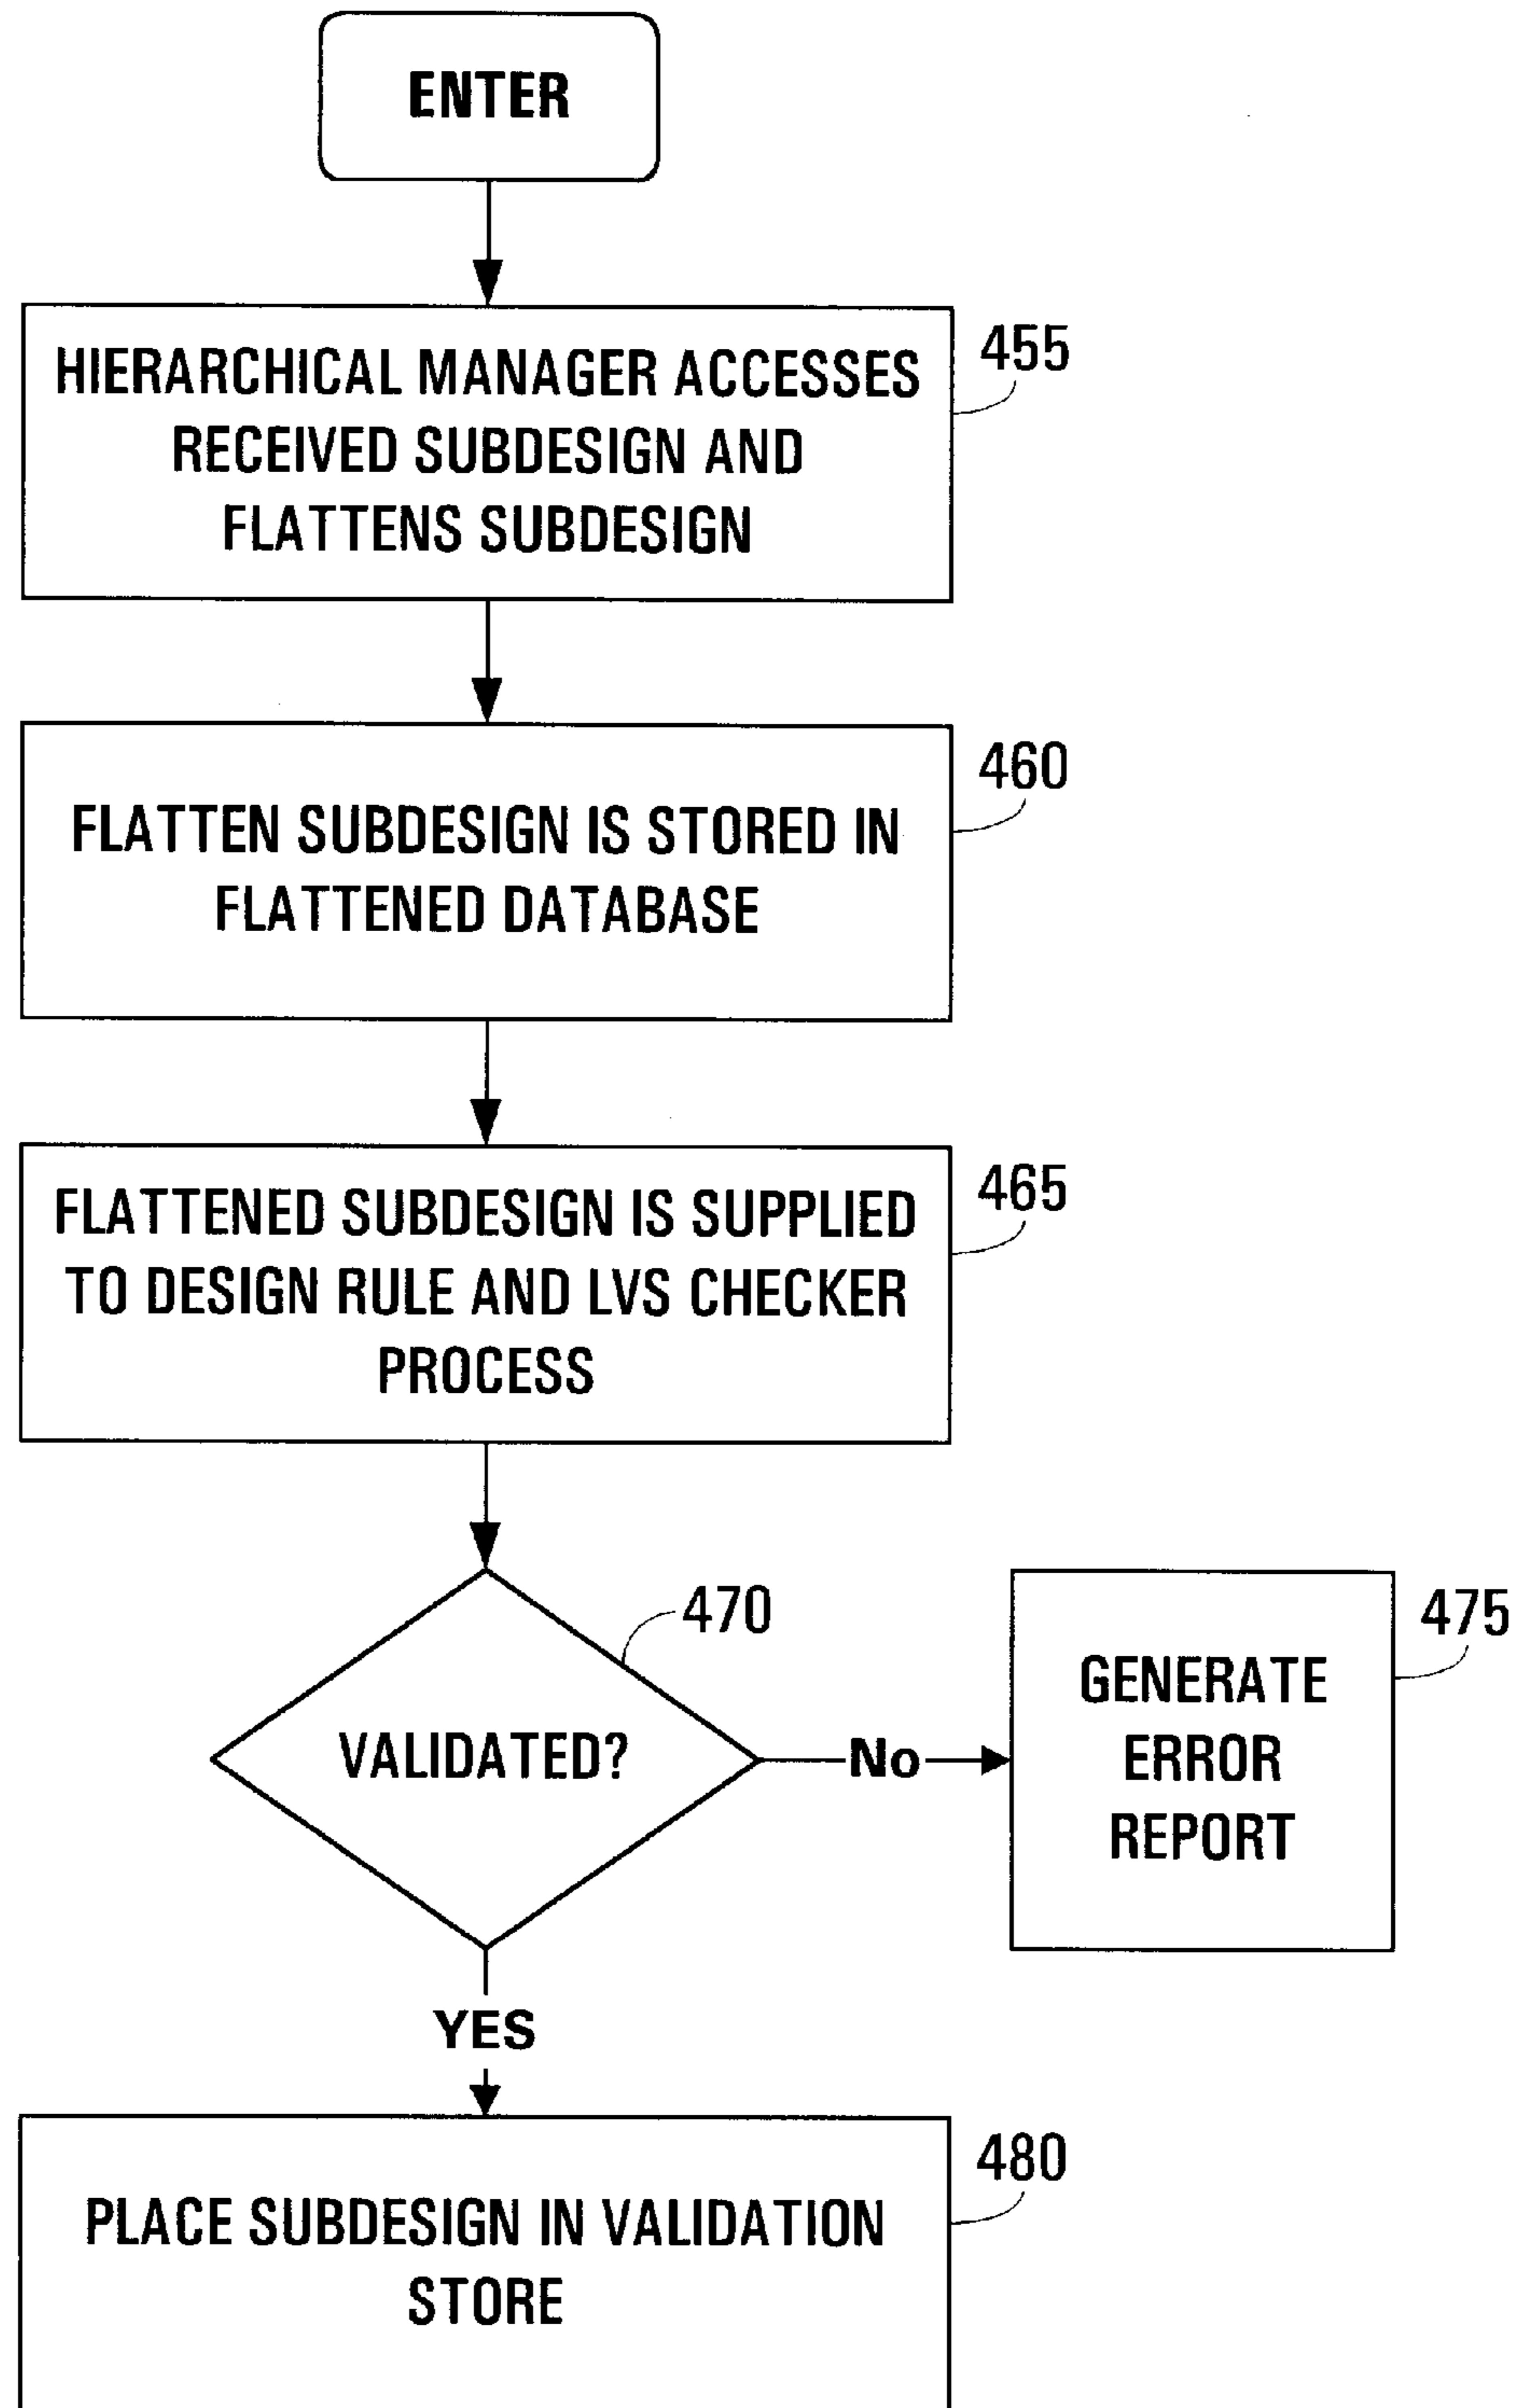 ENTER
HIERARCHICAL MANAGER ACCESSES
RECEIVED SUBDESIGN AND
FLATTENS SUBDESIGN
455
FLATTEN SUBDESIGN IS STORED IN
FLATTENED DATABASE
460
FLATTENED SUBDESIGN IS SUPPLIED
TO DESIGN RULE AND LVS CHECKER
PROCESS
465
VALIDATED?
470
No
GENERATE
ERROR
REPORT
475
YES
PLACE SUBDESIGN IN VALIDATION
STORE
480